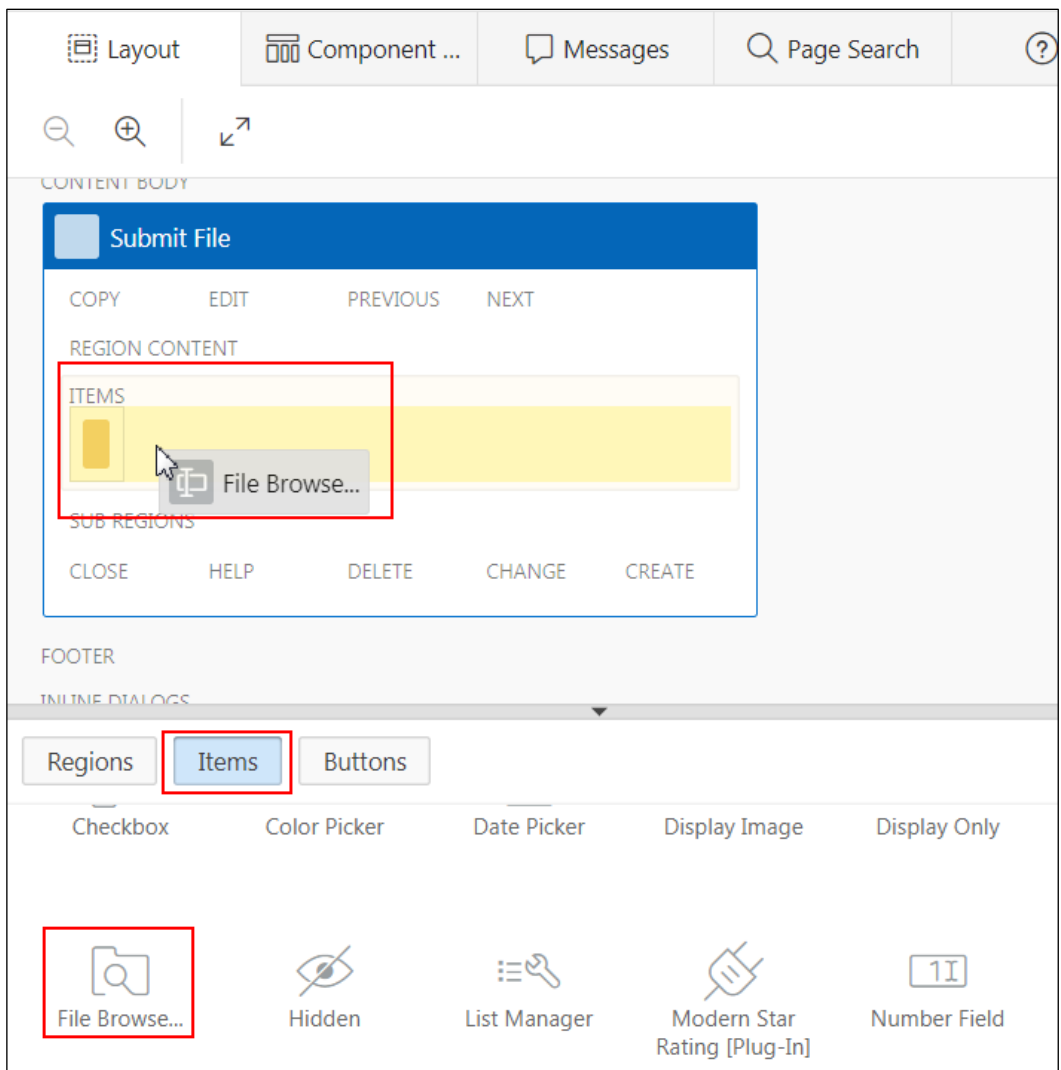 Layout
Component ...
Messages
Page Search
CONTENT BODY
Submit File
COPY EDIT PREVIOUS NEXT
REGION CONTENT
ITEMS
File Browse...
SUB REGIONS
CLOSE HELP DELETE CHANGE CREATE
FOOTER
INLINE DIALOGS
Regions Items Buttons
Checkbox Color Picker Date Picker Display Image Display Only
File Browse... Hidden List Manager Modern Star Number Field
Rating [Plug-In]